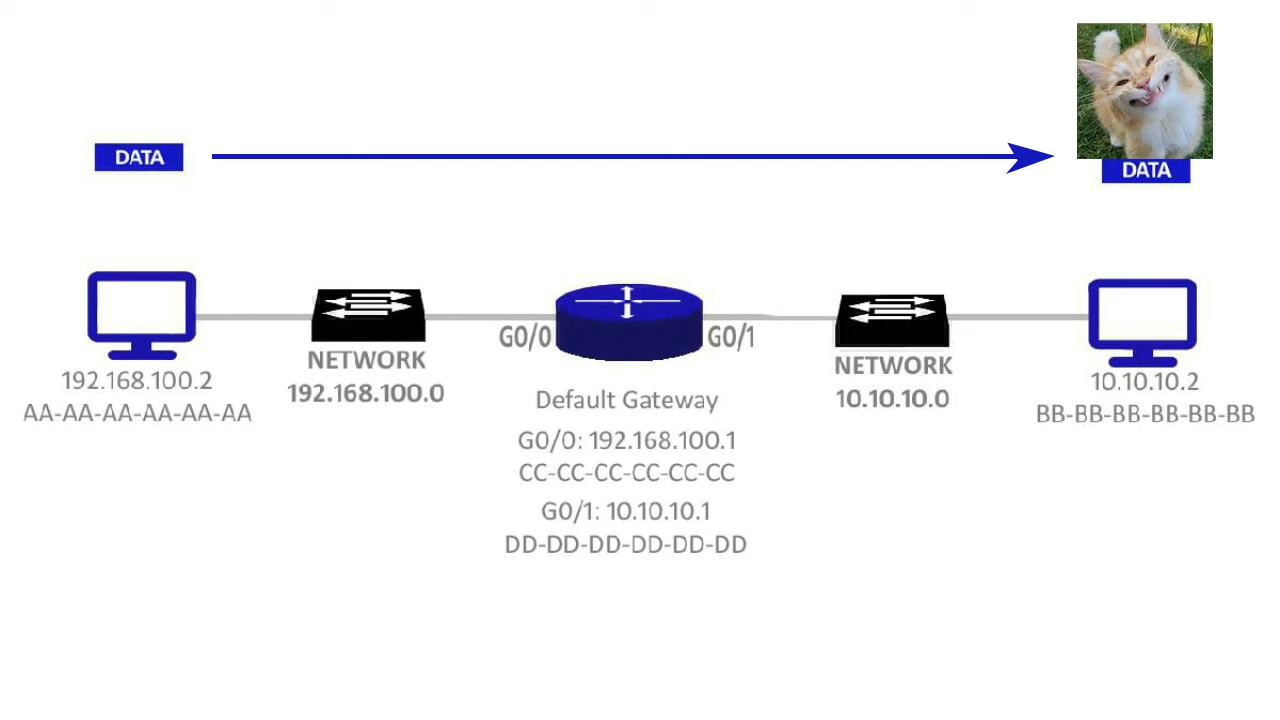 DATA
DATA
G0/0
G0/1
NETWORK
192.168.100.0
NETWORK
10.10.10.0
192.168.100.2
AA-AA-AA-AA-AA-AA
10.10.10.2
BB-BB-BB-BB-BB-BB
Default Gateway
G0/0: 192.168.100.1
CC-CC-CC-CC-CC-CC
G0/1: 10.10.10.1
DD-DD-DD-DD-DD-DD